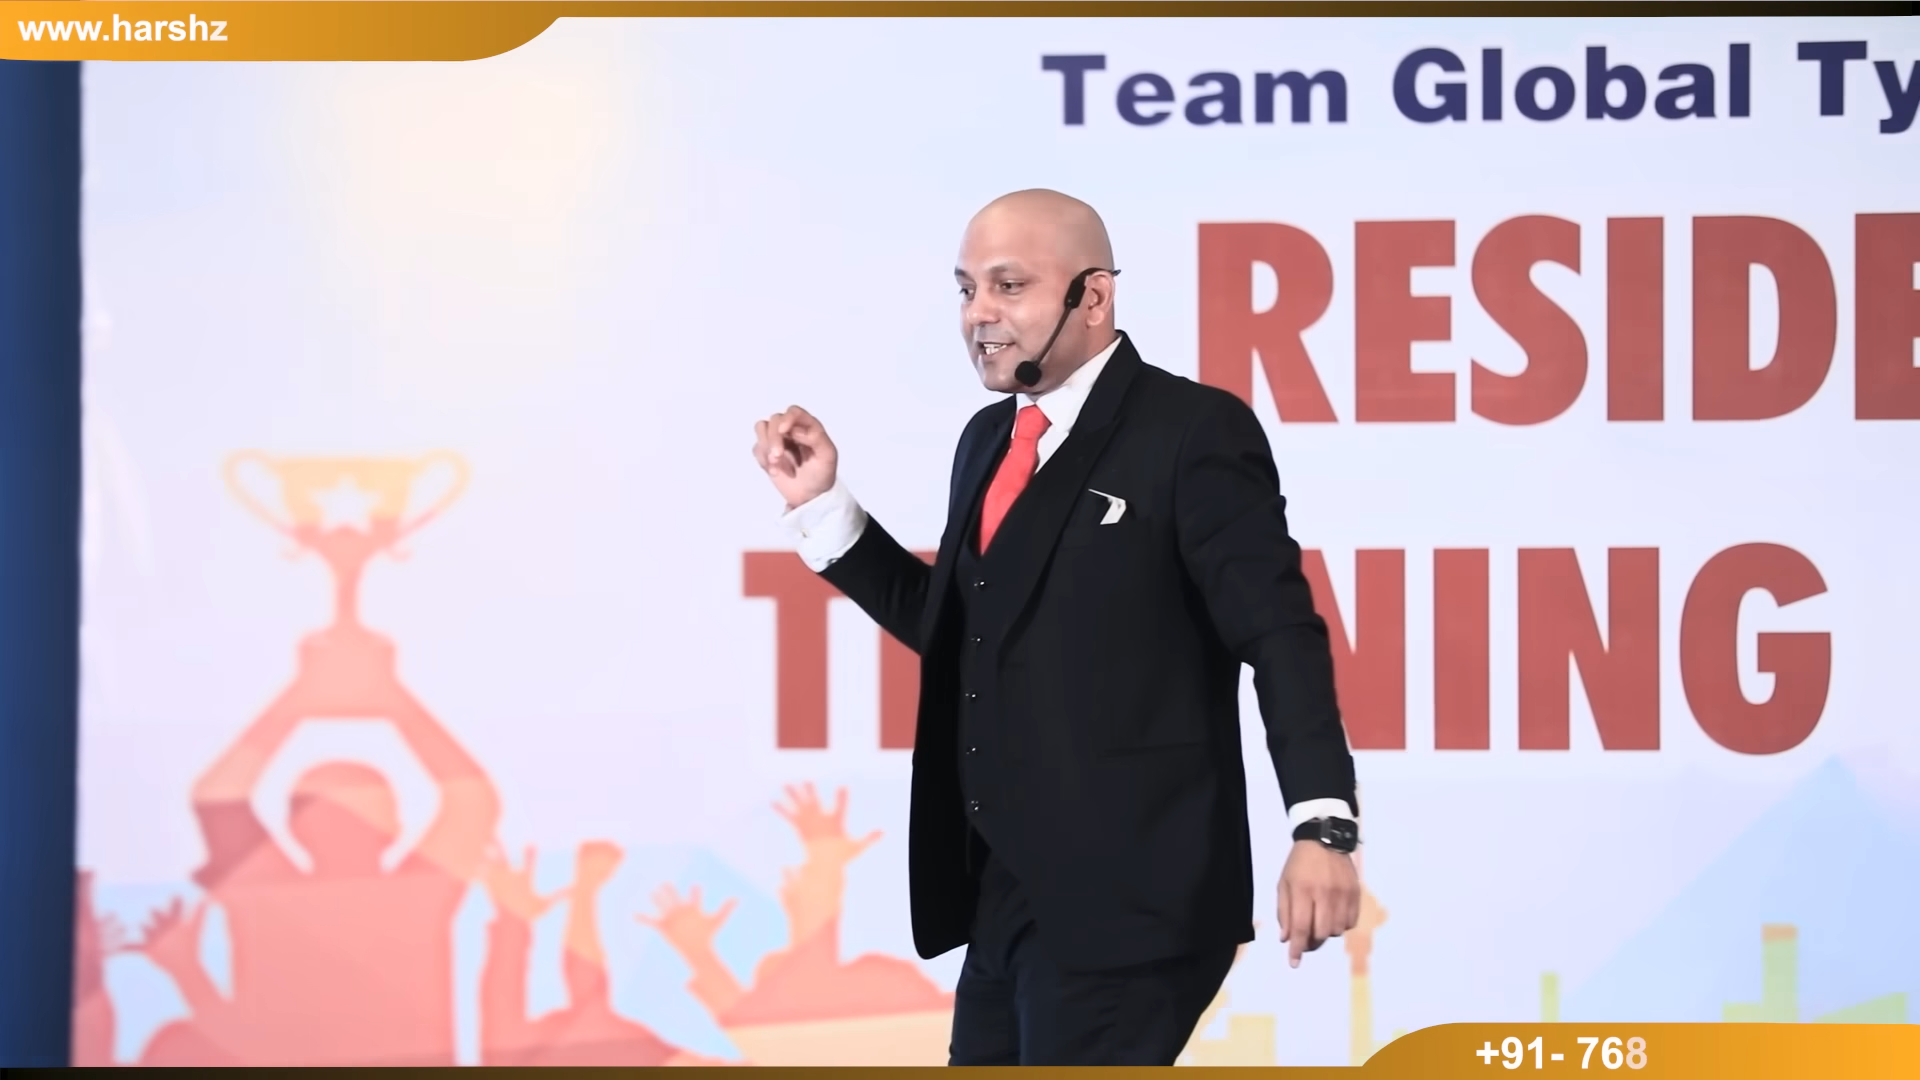 www.harshz
Team Global Ty
RESIDE
T NING
+91- 768